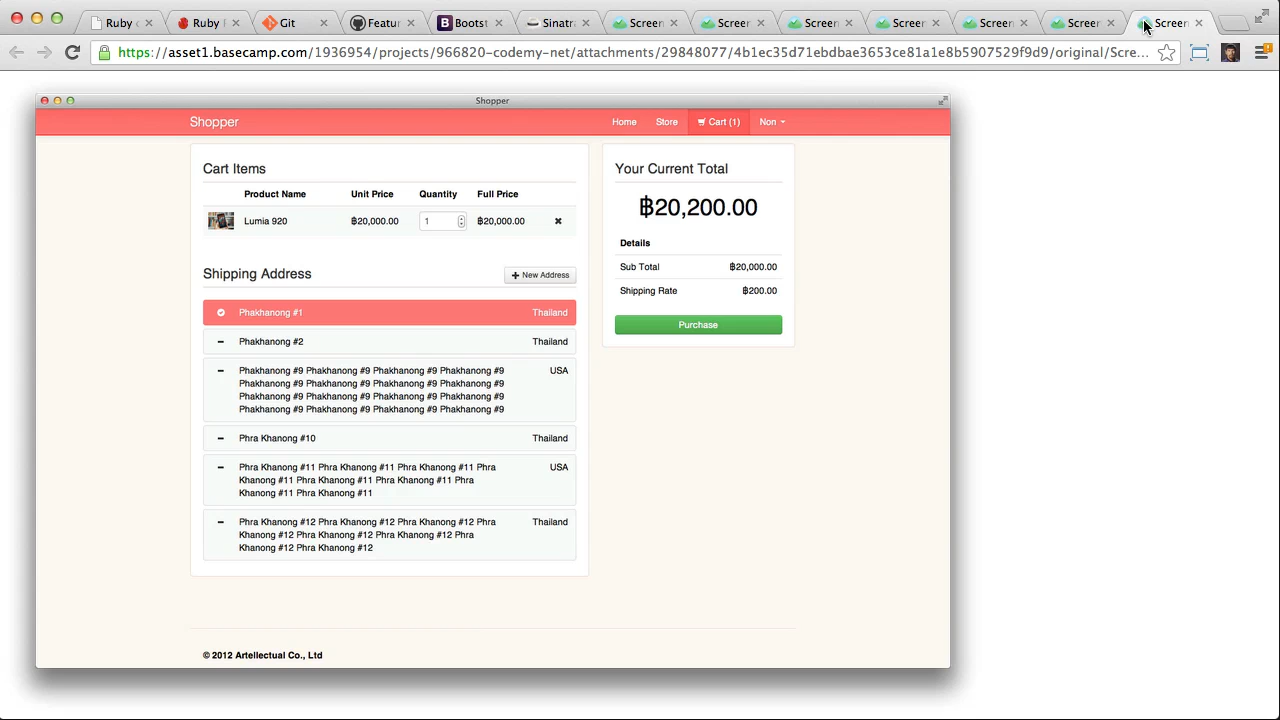 Ruby
Ruby
Git
Featur
Boots
Sinatr
Screen
Screen
Screen
Screen
Screen
Screen
Screen
https://asset1.basecamp.com/1936954/projects/966820-codemy-net/attachments/29848077/4b1ec35d71ebdbae3653ce81a1e8b5907529f9d9/original/Scre...
Shopper
Shopper Home Store Cart (1) Non
Cart Items
Product Name Unit Price Quantity Full Price
Lumia 920 ฿20,000.00 1 ฿20,000.00
Shipping Address
New Address
Phakhanong #1 Thailand
Phakhanong #2 Thailand
Phakhanong #9 Phakhanong #9 Phakhanong #9 Phakhanong #9 USA
Phakhanong #9 Phakhanong #9 Phakhanong #9 Phakhanong #9
Phakhanong #9 Phakhanong #9 Phakhanong #9 Phakhanong #9
Phakhanong #9 Phakhanong #9 Phakhanong #9 Phakhanong #9
Phra Khanong #10 Thailand
Phra Khanong #11 Phra Khanong #11 Phra Khanong #11 Phra USA
Khanong #11 Phra Khanong #11 Phra Khanong #11 Phra
Khanong #11 Phra Khanong #11
Phra Khanong #12 Phra Khanong #12 Phra Khanong #12 Phra Thailand
Khanong #12 Phra Khanong #12 Phra Khanong #12 Phra
Khanong #12 Phra Khanong #12
Your Current Total
฿20,200.00
Details
Sub Total ฿20,000.00
Shipping Rate ฿200.00
Purchase
© 2012 Artellectual Co., Ltd